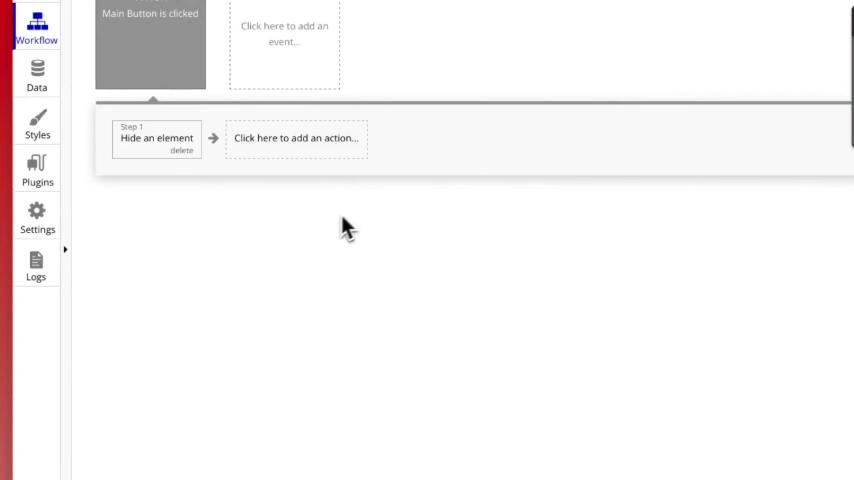 Main Button is clicked
Click here to add an
event...
Workflow
Data
Step 1
Hide an element
delete
Click here to add an action...
Styles
Plugins
Settings
Logs